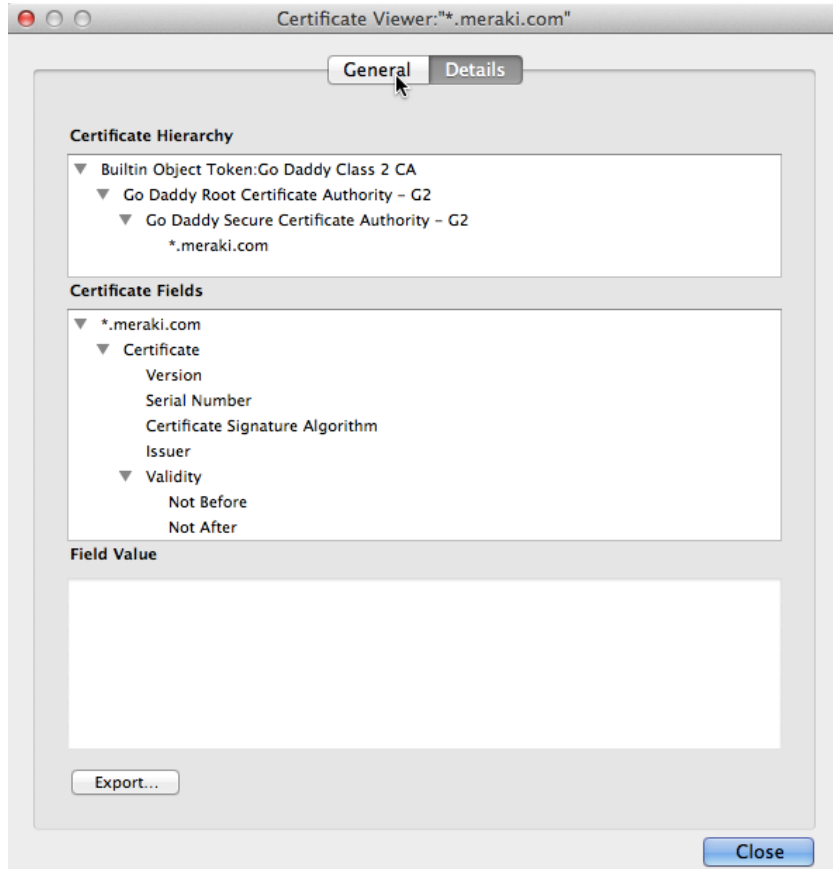 Certificate Viewer:"*.meraki.com"
General Details
Certificate Hierarchy
Builtin Object Token:Go Daddy Class 2 CA
Go Daddy Root Certificate Authority – G2
Go Daddy Secure Certificate Authority – G2
*.meraki.com
Certificate Fields
*.meraki.com
Certificate
Version
Serial Number
Certificate Signature Algorithm
Issuer
Validity
Not Before
Not After
Field Value
Export...
Close